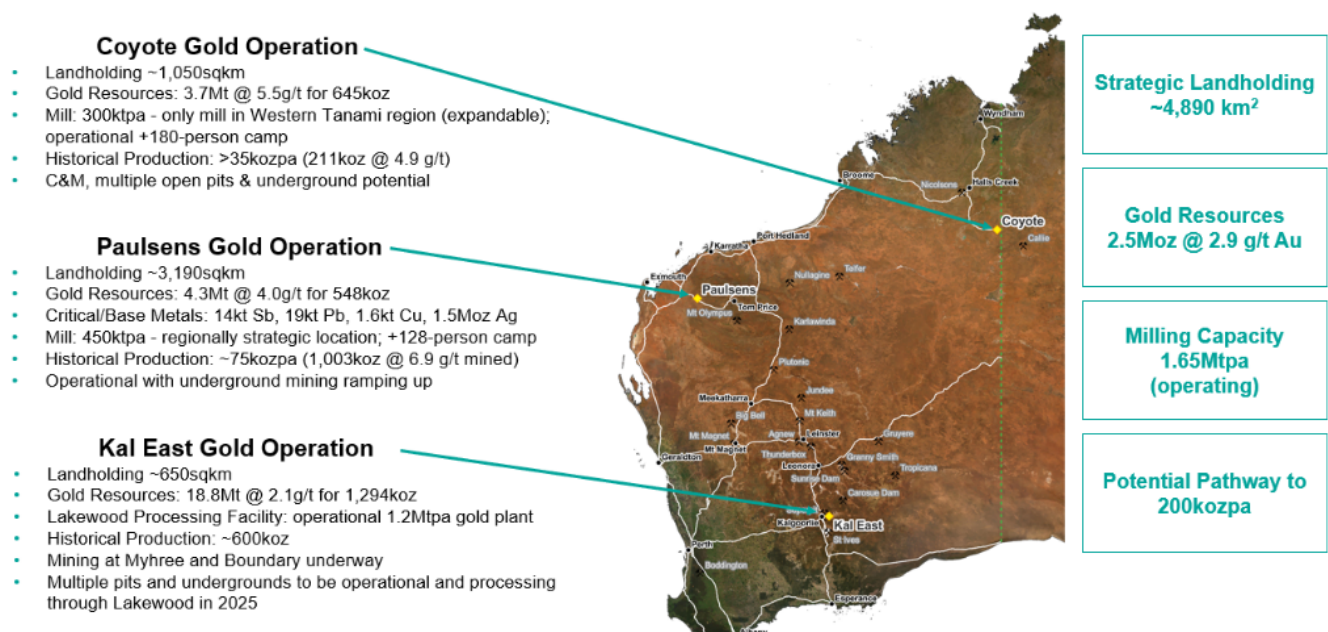 Coyote Gold Operation
• Landholding ~1,050sqkm
• Gold Resources: 3.7Mt @ 5.5g/t for 645koz
• Mill: 300ktpa - only mill in Western Tanami region (expandable);
operational +180-person camp
• Historical Production: >35kozpa (211koz @ 4.9 g/t)
• C&M, multiple open pits & underground potential
Paulsens Gold Operation
• Landholding ~3,190sqkm
• Gold Resources: 4.3Mt @ 4.0g/t for 548koz
• Critical/Base Metals: 14kt Sb, 19kt Pb, 1.6kt Cu, 1.5Moz Ag
• Mill: 450ktpa - regionally strategic location; +128-person camp
• Historical Production: ~75kozpa (1,003koz @ 6.9 g/t mined)
• Operational with underground mining ramping up
Kal East Gold Operation
• Landholding ~650sqkm
• Gold Resources: 18.8Mt @ 2.1g/t for 1,294koz
• Lakewood Processing Facility: operational 1.2Mtpa gold plant
• Historical Production: ~600koz
• Mining at Myhree and Boundary underway
• Multiple pits and undergrounds to be operational and processing
through Lakewood in 2025
Wyndham
Broome
Nicolsons
Halls Creek
Coyote
Callie
Port Hedland
Karratha
Exmouth
Nullagine
Telfer
Paulsens
Tom Price
Mt Olympus
Karlawinda
Plutonic
Jundee
Meekatharra
Big Bell
Mt Keith
Mt Magnet
Mt Magnet
Agnew
Leinster
Gruyere
Thunderbox
Geraldton
Leonora
Granny Smith
Sunrise Dam
Tropicana
Carosue Dam
Kalgoorlie
Kal East
St Ives
Perth
Boddington
Esperance
Albany
Strategic Landholding
~4,890 km²
Gold Resources
2.5Moz @ 2.9 g/t Au
Milling Capacity
1.65Mtpa
(operating)
Potential Pathway to
200kozpa